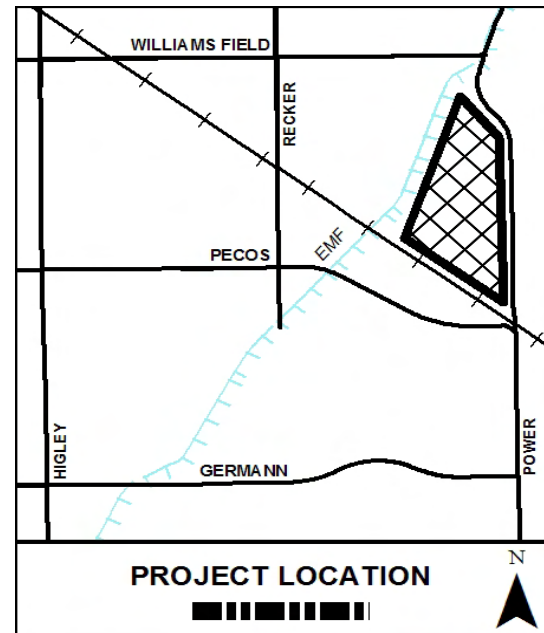 WILLIAMS FIELD
RECKER
EMF
PECOS
HIGLEY
GERMANN
POWER
PROJECT LOCATION
N